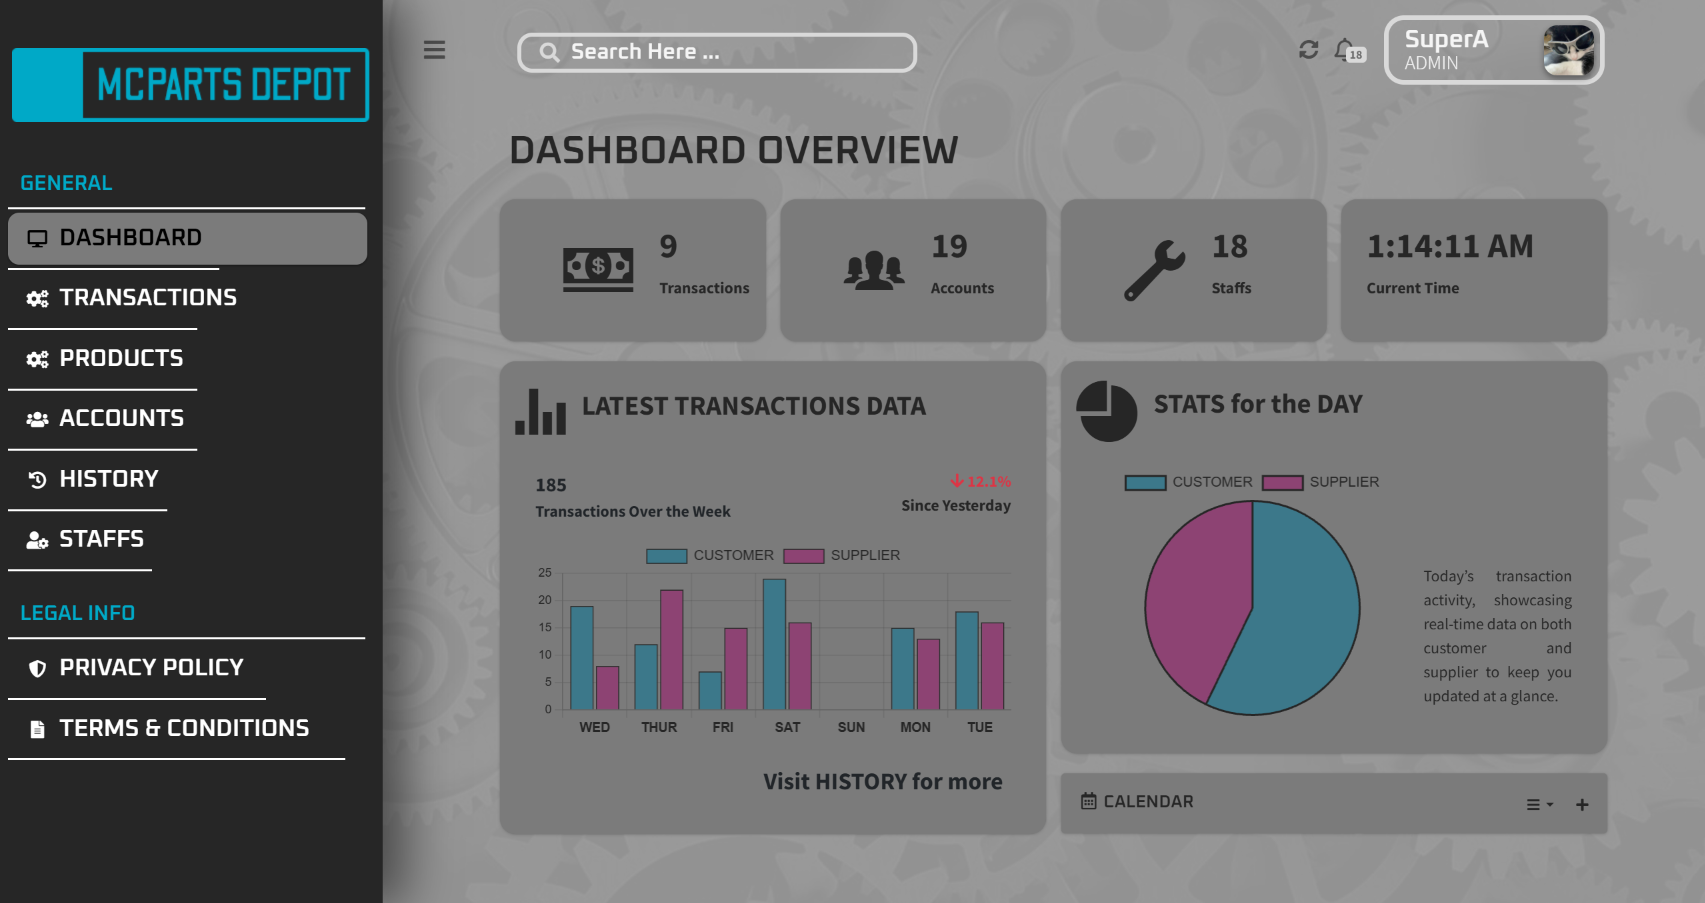 MCPARTS DEPOT
GENERAL
DASHBOARD
TRANSACTIONS
PRODUCTS
ACCOUNTS
HISTORY
STAFFS
LEGAL INFO
PRIVACY POLICY
TERMS & CONDITIONS
Search Here ...
18
SuperA
ADMIN
DASHBOARD OVERVIEW
9
Transactions
19
Accounts
18
Staffs
1:14:11 AM
Current Time
LATEST TRANSACTIONS DATA
185
Transactions Over the Week
12.1%
Since Yesterday
CUSTOMER SUPPLIER
25
20
15
10
5
0
WED THUR FRI SAT SUN MON TUE
Visit HISTORY for more
STATS for the DAY
CUSTOMER SUPPLIER
Today's transaction
activity, showcasing
real-time data on both
customer and
supplier to keep you
updated at a glance.
CALENDAR